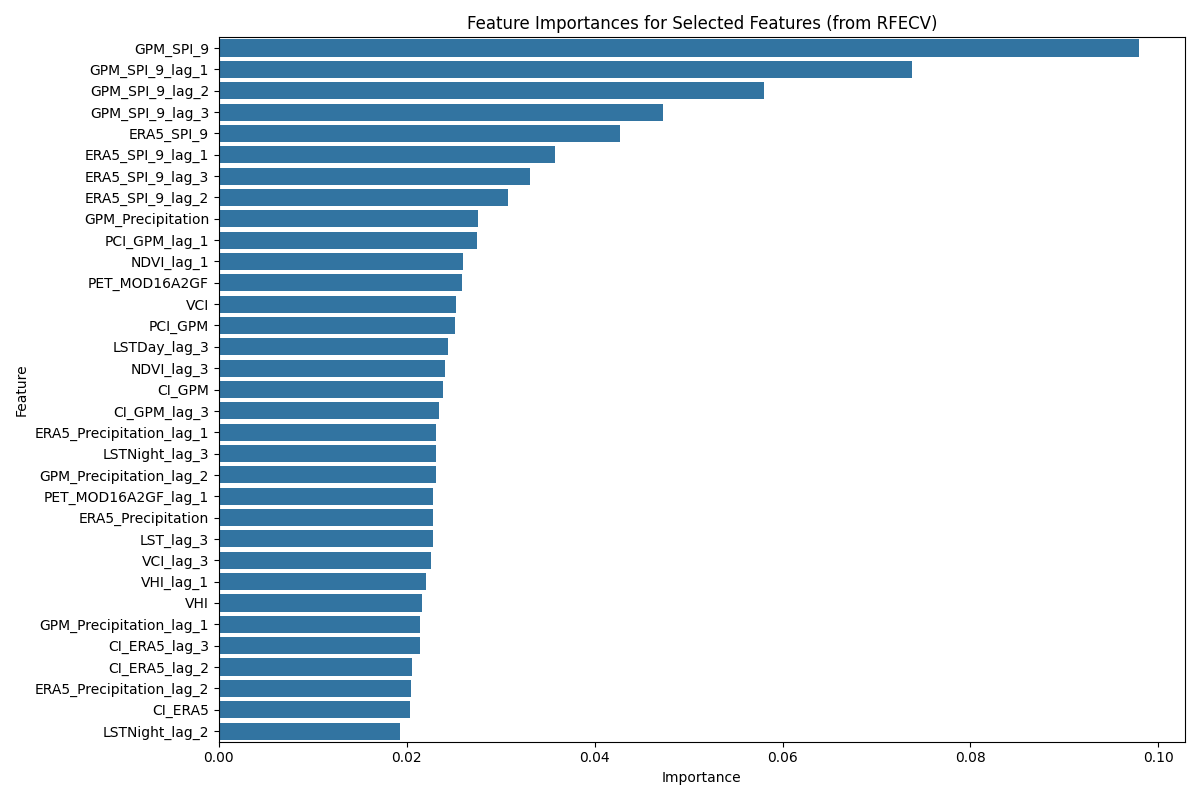 Feature Importances for Selected Features (from RFECV)
GPM_SPI_9
GPM_SPI_9_lag_1
GPM_SPI_9_lag_2
GPM_SPI_9_lag_3
ERA5_SPI_9
ERA5_SPI_9_lag_1
ERA5_SPI_9_lag_3
ERA5_SPI_9_lag_2
GPM_Precipitation
PCI_GPM_lag_1
NDVI_lag_1
PET_MOD16A2GF
VCI
PCI_GPM
LSTDay_lag_3
NDVI_lag_3
CI_GPM
CI_GPM_lag_3
ERA5_Precipitation_lag_1
LSTNight_lag_3
GPM_Precipitation_lag_2
PET_MOD16A2GF_lag_1
ERA5_Precipitation
LST_lag_3
VCI_lag_3
VHI_lag_1
VHI
GPM_Precipitation_lag_1
CI_ERA5_lag_3
CI_ERA5_lag_2
ERA5_Precipitation_lag_2
CI_ERA5
LSTNight_lag_2
Feature
0.00 0.02 0.04 0.06 0.08 0.10
Importance